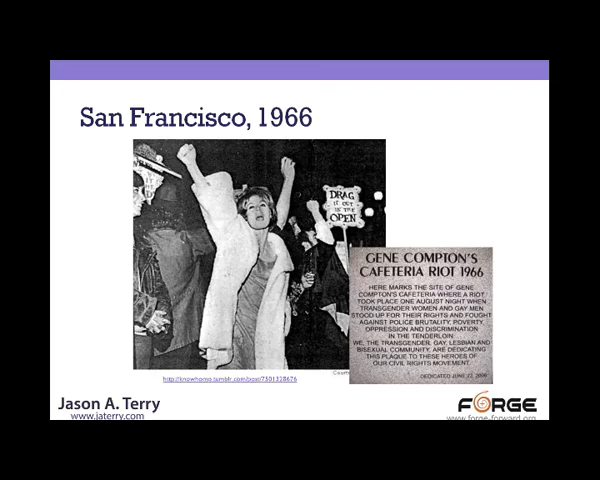 San Francisco, 1966
DRAG
IT OUT
IN THE
OPEN
GENE COMPTON'S
CAFETERIA RIOT 1966
HERE MARKS THE SITE OF GENE
COMPTON'S CAFETERIA WHERE A RIOT
TOOK PLACE ONE AUGUST NIGHT WHEN
TRANSGENDER WOMEN AND GAY MEN
STOOD UP FOR THEIR RIGHTS AND FOUGHT
AGAINST POLICE BRUTALITY, POVERTY,
OPPRESSION AND DISCRIMINATION
IN THE TENDERLOIN.
WE, THE TRANSGENDER, GAY, LESBIAN AND
BISEXUAL COMMUNITY, ARE DEDICATING
THIS PLAQUE TO THESE HEROES OF
OUR CIVIL RIGHTS MOVEMENT.
DEDICATED JUNE 22, 2006
Jason A. Terry
www.jaterry.com
FORGE
www.forge-forward.org